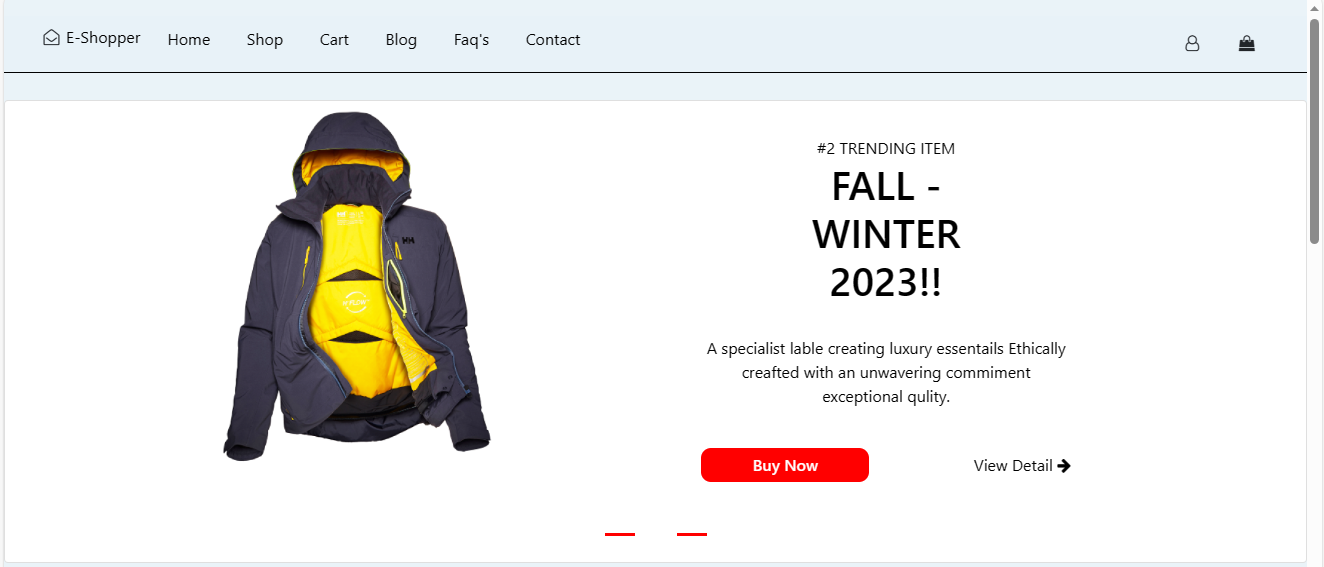 E-Shopper Home Shop Cart Blog Faq's Contact
#2 TRENDING ITEM
FALL -
WINTER
2023!!
A specialist lable creating luxury essentails Ethically
creafted with an unwavering commiment
exceptional qulity.
Buy Now View Detail